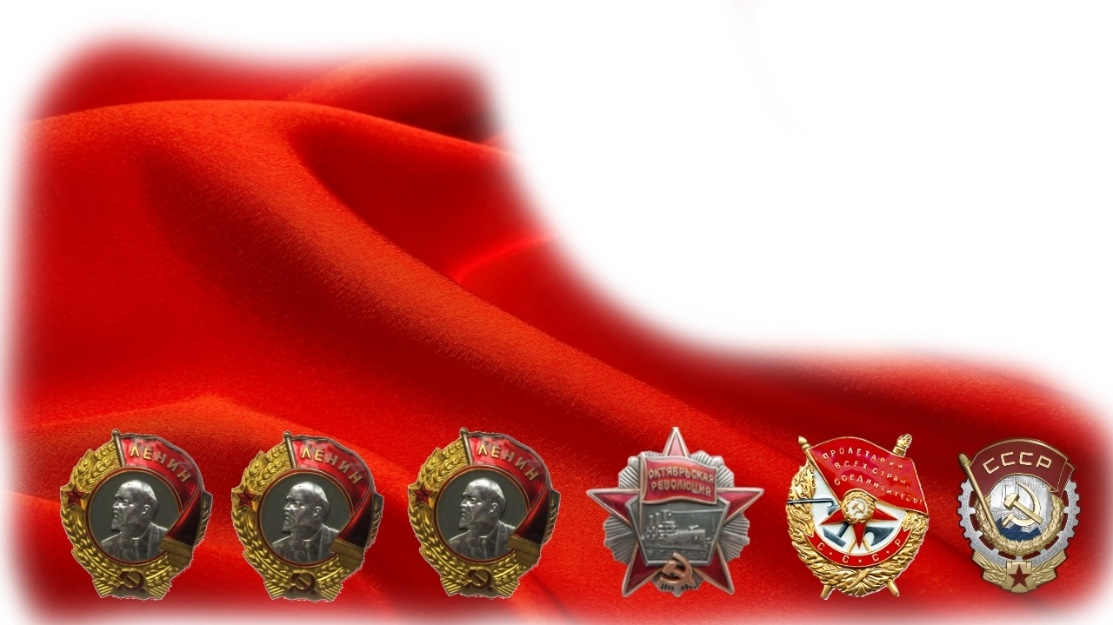 ЛЕНИН
ЛЕНИН
ЛЕНИН
ОКТЯБРЬСКАЯ
РЕВОЛЮЦИЯ
ПРОЛЕТАРИИ
ВСЕХ СТРАН
СОЕДИНЯЙТЕСЬ!
С·С·С·Р
СССР